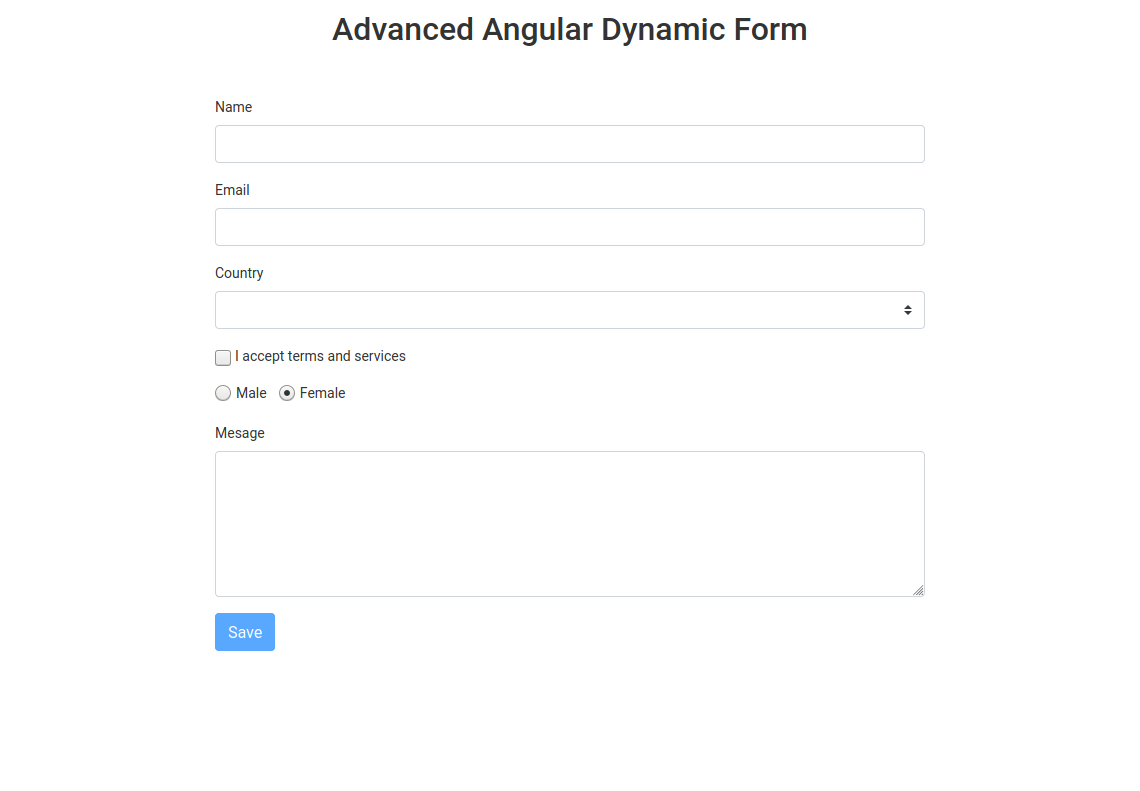 Advanced Angular Dynamic Form
Name
Email
Country
I accept terms and services
Male Female
Mesage
Save